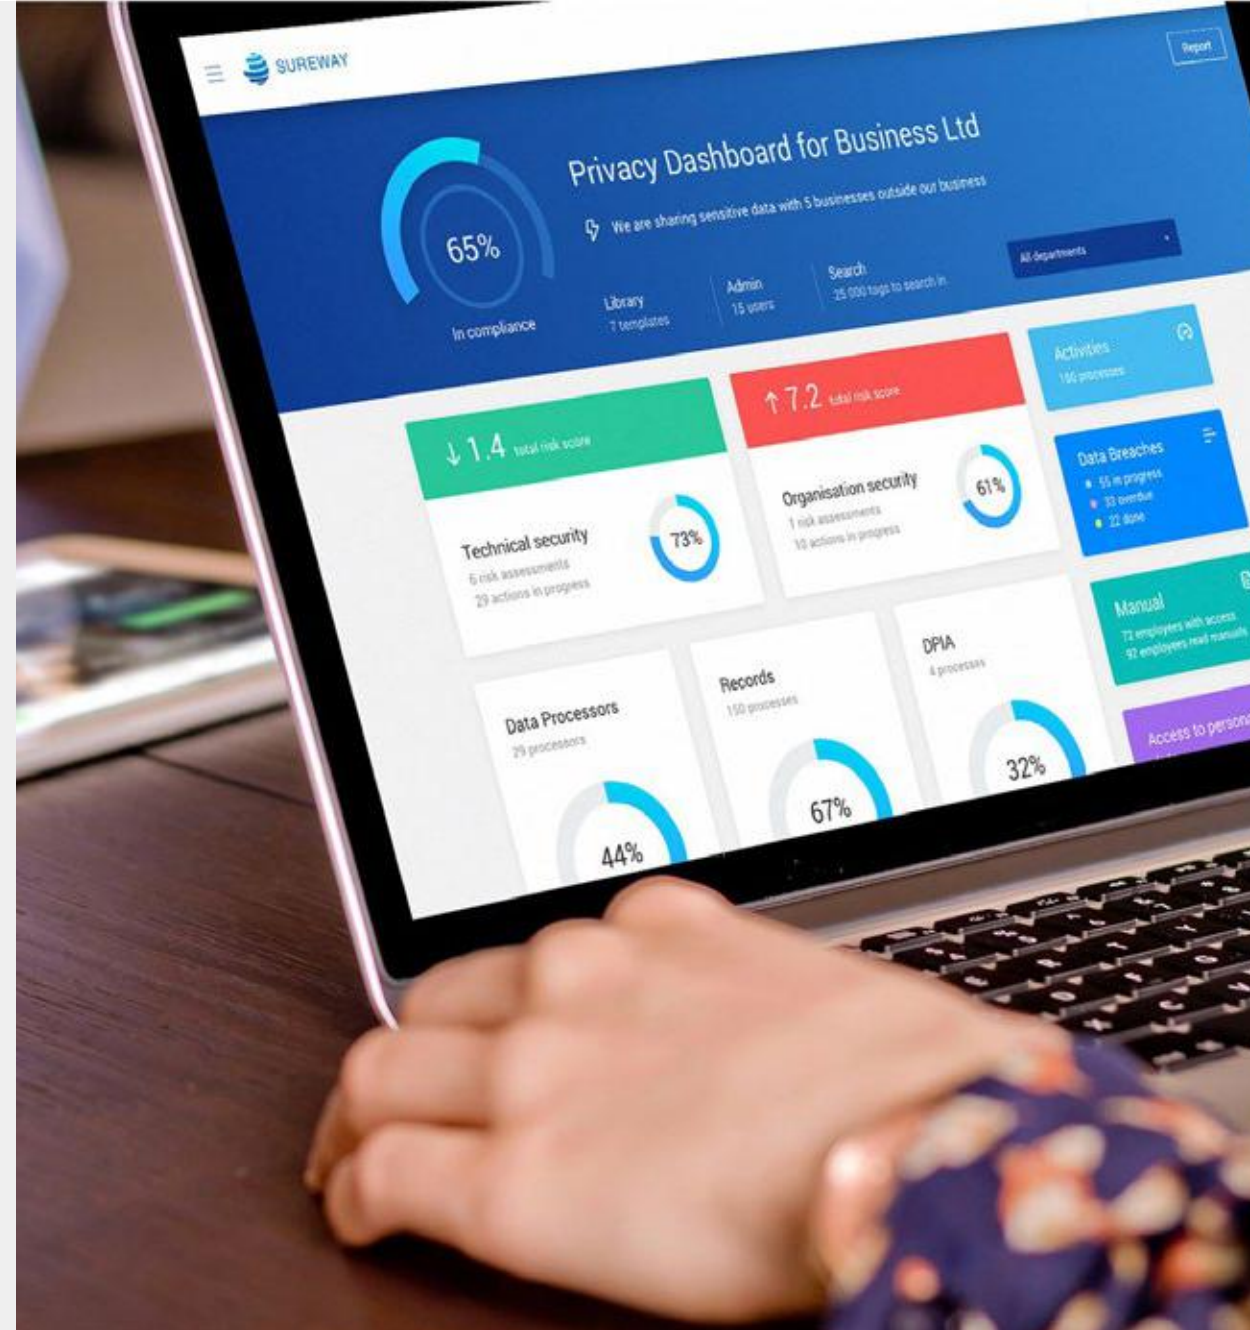 SUREWAY
Report
65%
In compliance
Privacy Dashboard for Business Ltd
We are sharing sensitive data with 5 businesses outside our business
Library
7 templates
Admin
15 users
Search
25 000 tags to search in
All departments
↓ 1.4 total risk score
Technical security
6 risk assessments
29 actions in progress
73%
↑ 7.2 total risk score
Organisation security
1 risk assessments
10 actions in progress
61%
Activities
processes
Data Breaches
55 in progress
33 overdue
22 done
Data Processors
29 processors
44%
Records
150 processes
67%
DPIA
4 processes
32%
Manual
72 employees with access
92 employees read manuals
Access to persona